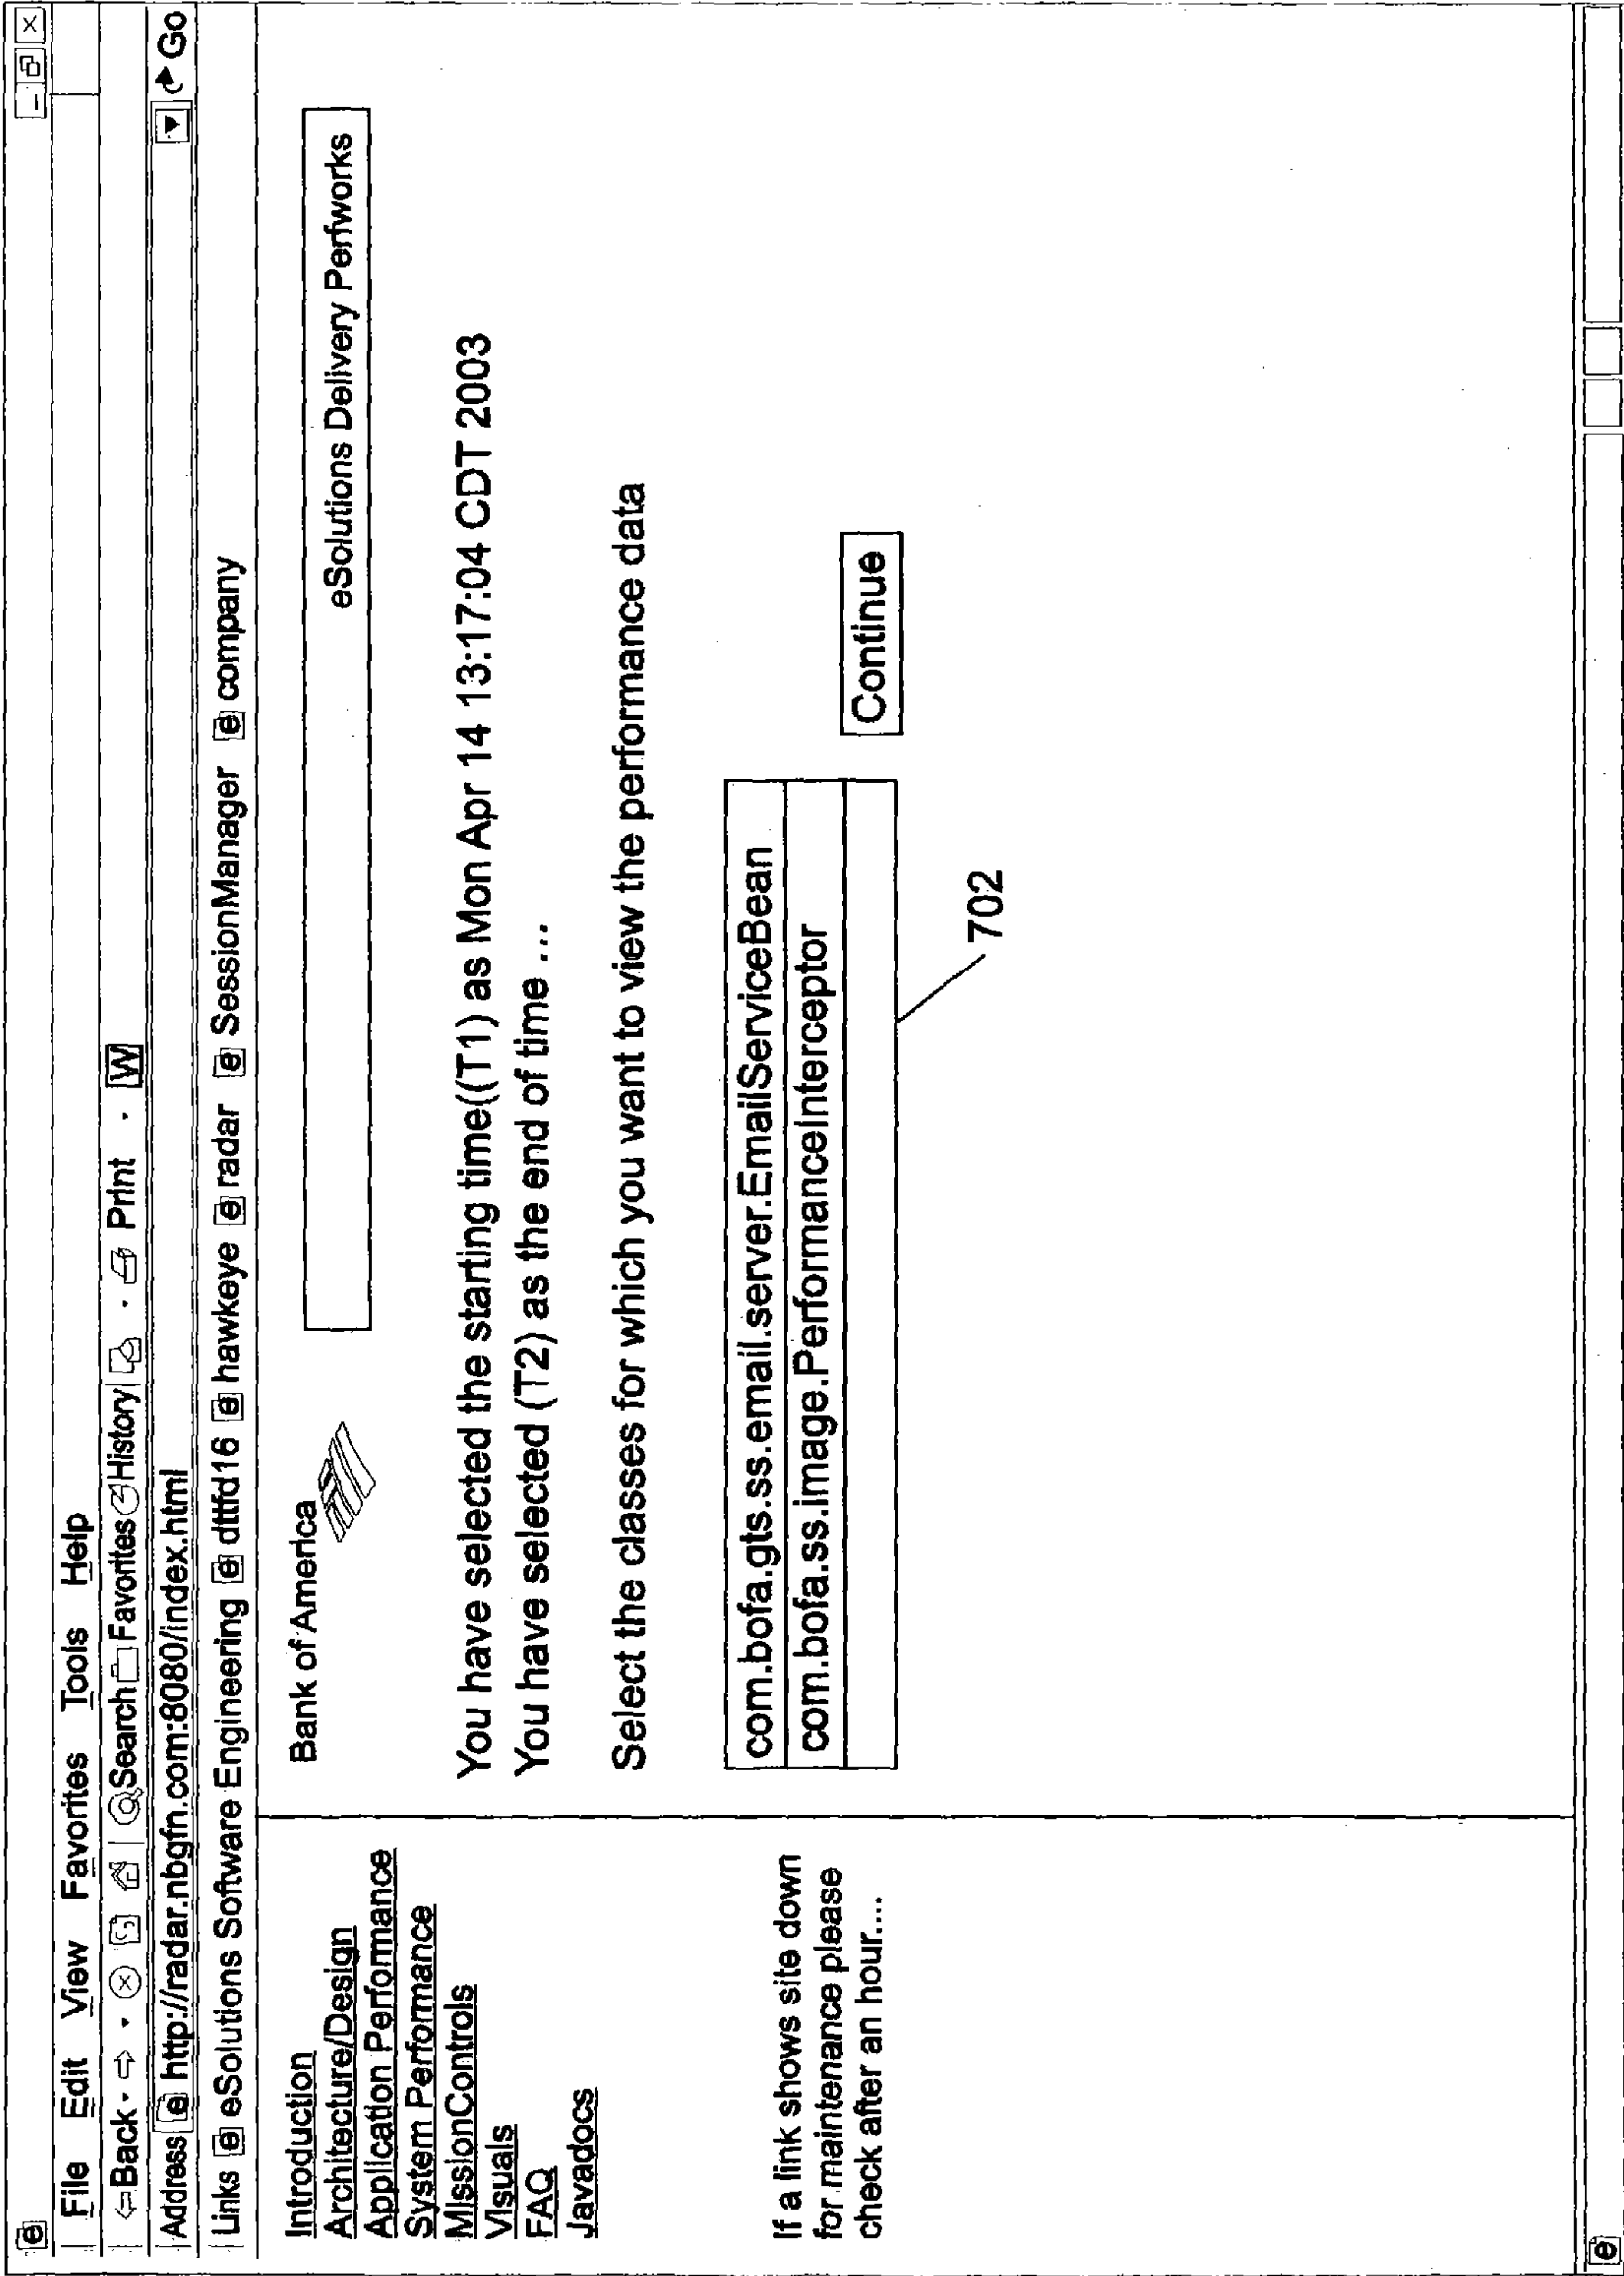 File Edit View Favorites Tools Help
Back Search Favorites History Print W
Address http://radar.nbgfn.com:8080/index.html Go
Links eSolutions Software Engineering dttfd16 hawkeye radar SessionManager company
Introduction
Architecture/Design
Application Performance
System Performance
MissionControls
Visuals
FAQ
Javadocs
If a link shows site down
for maintenance please
check after an hour....
Bank of America
eSolutions Delivery Perfworks
You have selected the starting time((T1) as Mon Apr 14 13:17:04 CDT 2003
You have selected (T2) as the end of time ...
Select the classes for which you want to view the performance data
com.bofa.gts.ss.email.server.EmailServiceBean
com.bofa.ss.image.PerformanceInterceptor
Continue
702